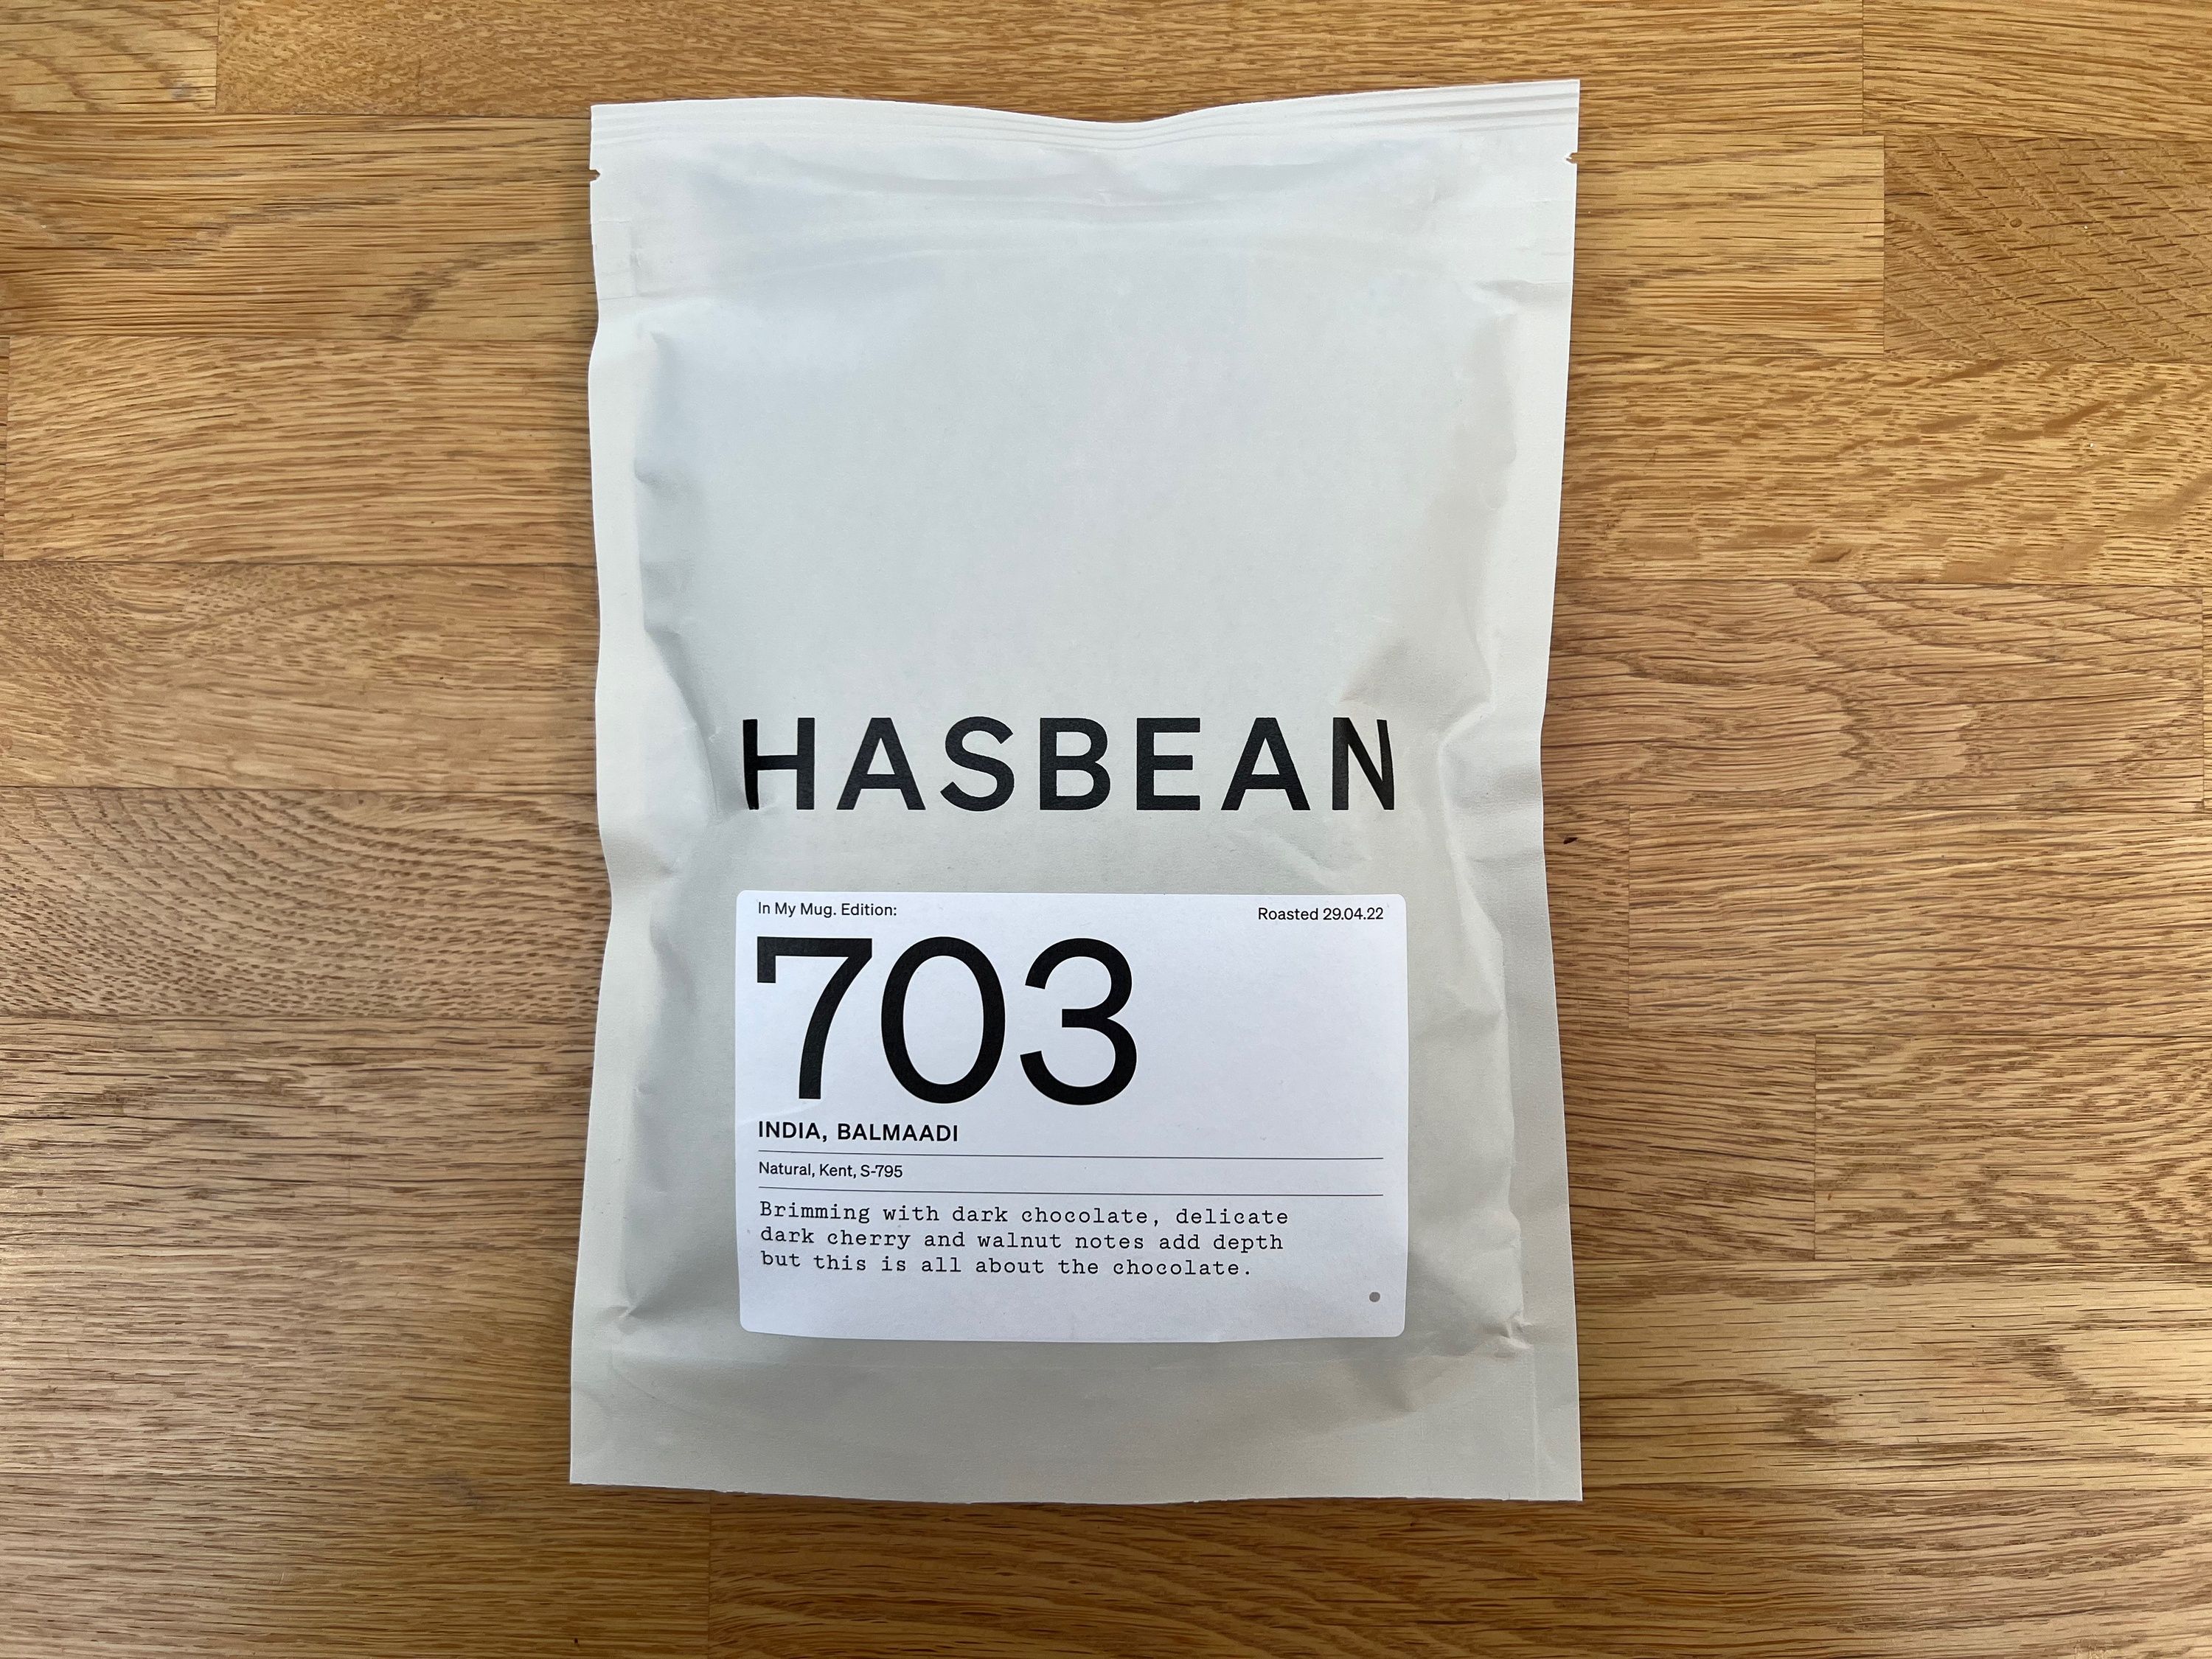 HASBEAN
In My Mug. Edition:
Roasted 29.04.22
703
INDIA, BALMAADI
Natural, Kent, S-795
Brimming with dark chocolate, delicate
dark cherry and walnut notes add depth
but this is all about the chocolate.